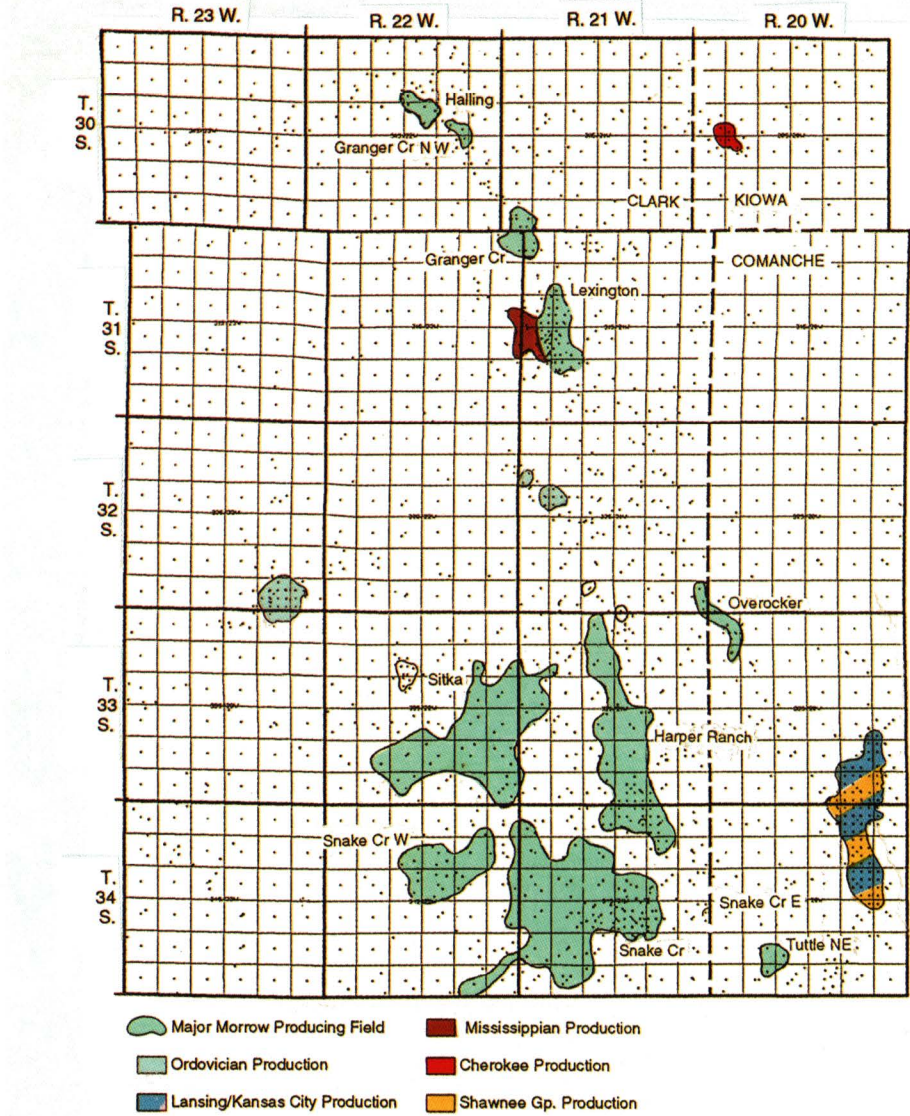 R. 23 W. R. 22 W. R. 21 W. R. 20 W.
T. 30 S.
Halling
Granger Cr N W
CLARK KIOWA
Granger Cr
COMANCHE
T. 31 S.
Lexington
T. 32 S.
Overocker
T. 33 S.
Sitka
Harper Ranch
Snake Cr W
T. 34 S.
Snake Cr E
Snake Cr
Tuttle NE
Major Morrow Producing Field Mississippian Production
Ordovician Production Cherokee Production
Lansing/Kansas City Production Shawnee Gp. Production